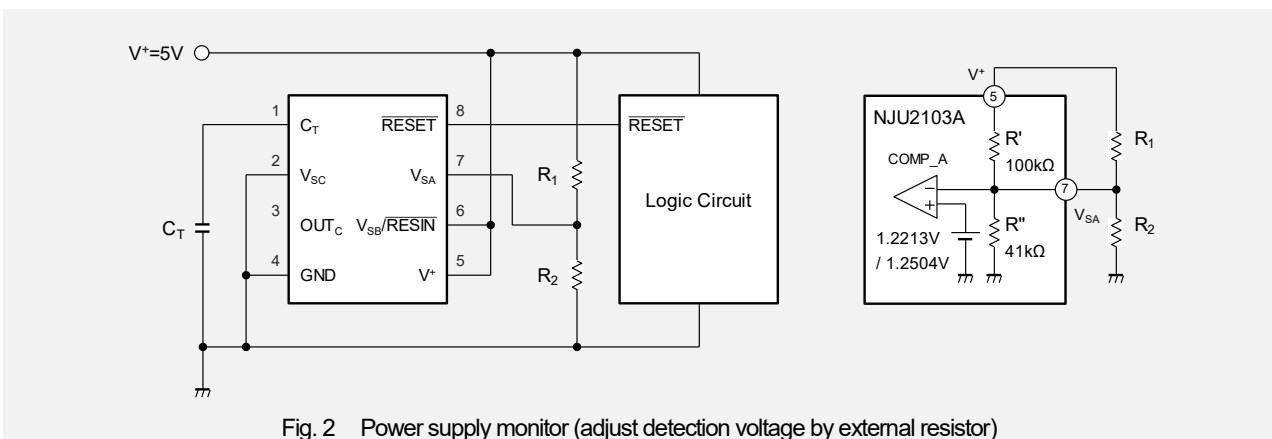 V⁺=5V
1
C_T
2
V_SC
3
OUT_C
4
GND
C_T
RESET
8
V_SA
7
V_SB/RESIN
6
V⁺
5
R₁
R₂
RESET
Logic Circuit
V⁺
5
NJU2103A
COMP_A
R'
100kΩ
7
V_SA
R"
41kΩ
1.2213V
/ 1.2504V
R₁
R₂
Fig. 2 Power supply monitor (adjust detection voltage by external resistor)